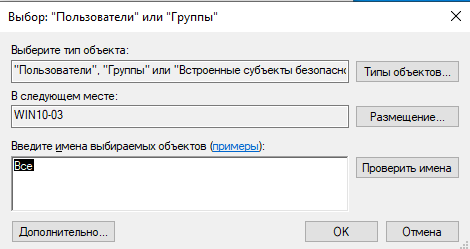 Выбор: "Пользователи" или "Группы"
Выберите тип объекта:
"Пользователи", "Группы" или "Встроенные субъекты безопасно
Типы объектов...
В следующем месте:
WIN10-03
Размещение...
Введите имена выбираемых объектов (примеры):
Все
Проверить имена
Дополнительно...
OK
Отмена